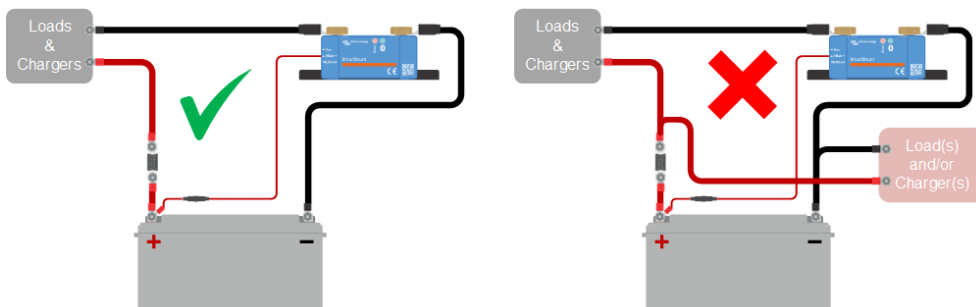 Loads
&
Chargers
SmartShunt
+
−
Loads
&
Chargers
SmartShunt
Load(s)
and/or
Charger(s)
+
−